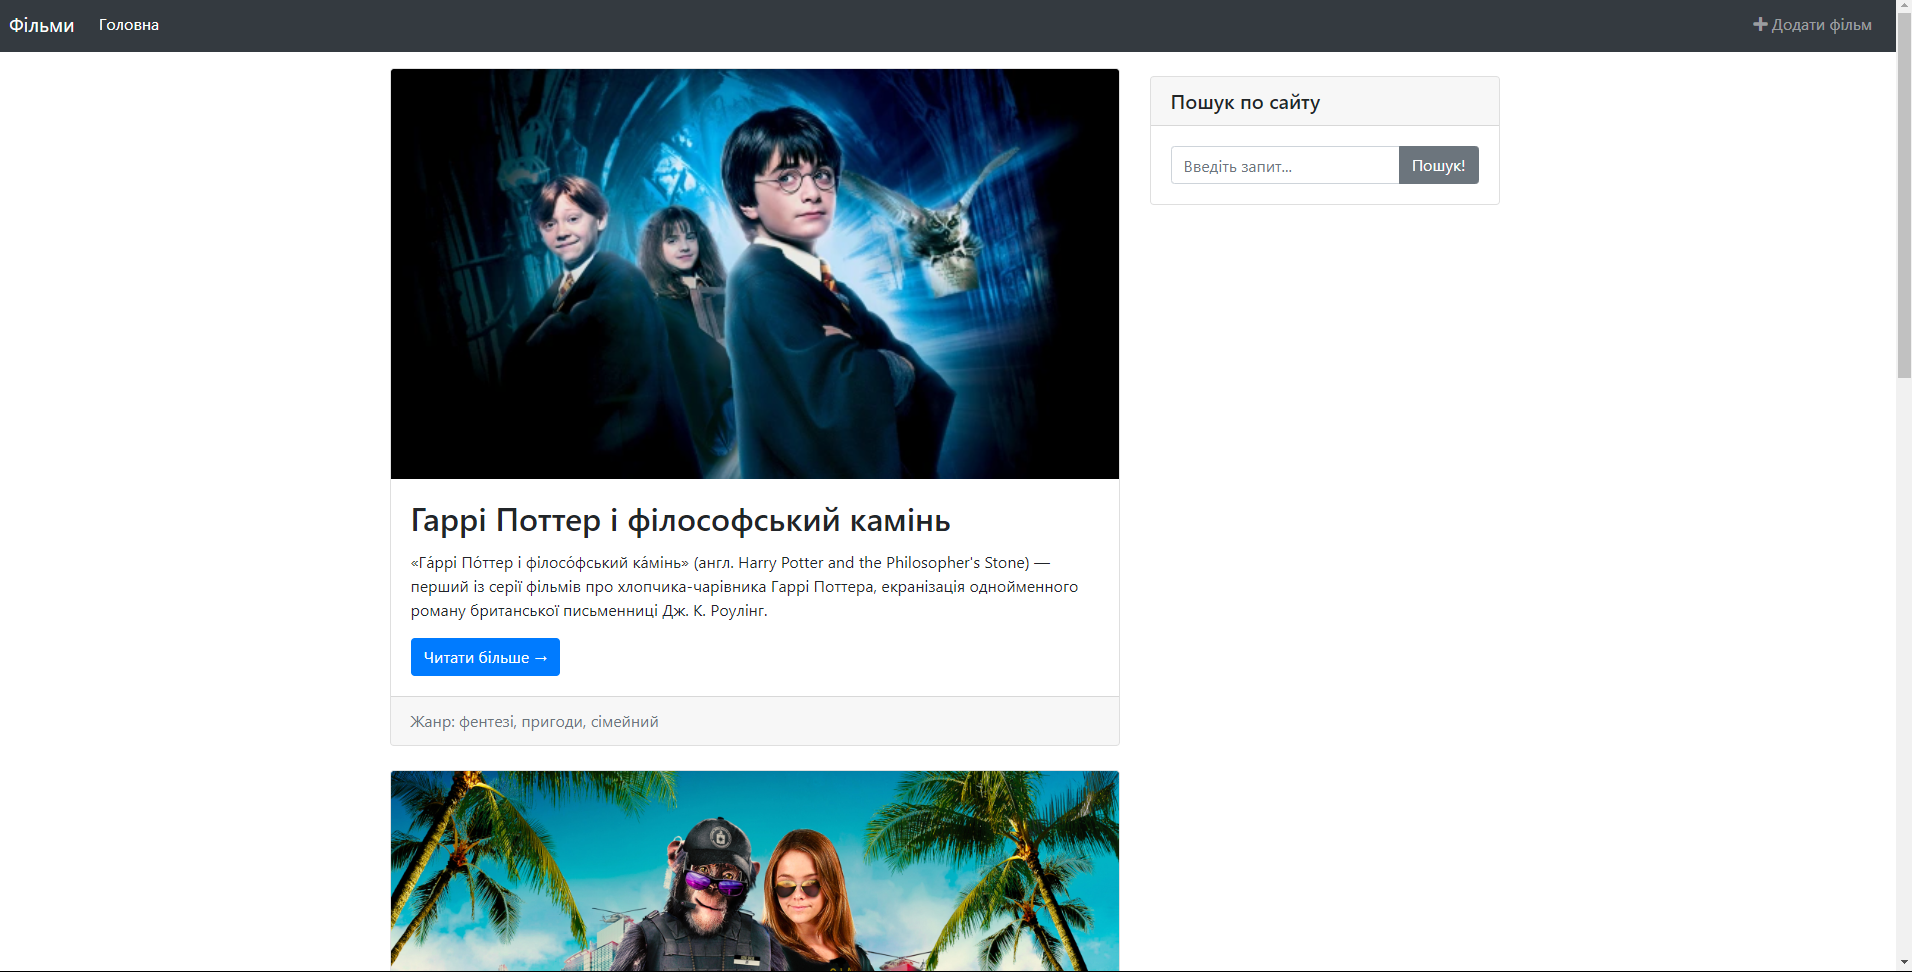 Фільми
Головна
Додати фільм
Пошук по сайту
Введіть запит...
Пошук!
Гаррі Поттер і філософський камінь
«Га́ррі По́ттер і філосо́фський ка́мінь» (англ. Harry Potter and the Philosopher's Stone) —
перший із серії фільмів про хлопчика-чарівника Гаррі Поттера, екранізація однойменного
роману британської письменниці Дж. К. Роулінг.
Читати більше →
Жанр: фентезі, пригоди, сімейний